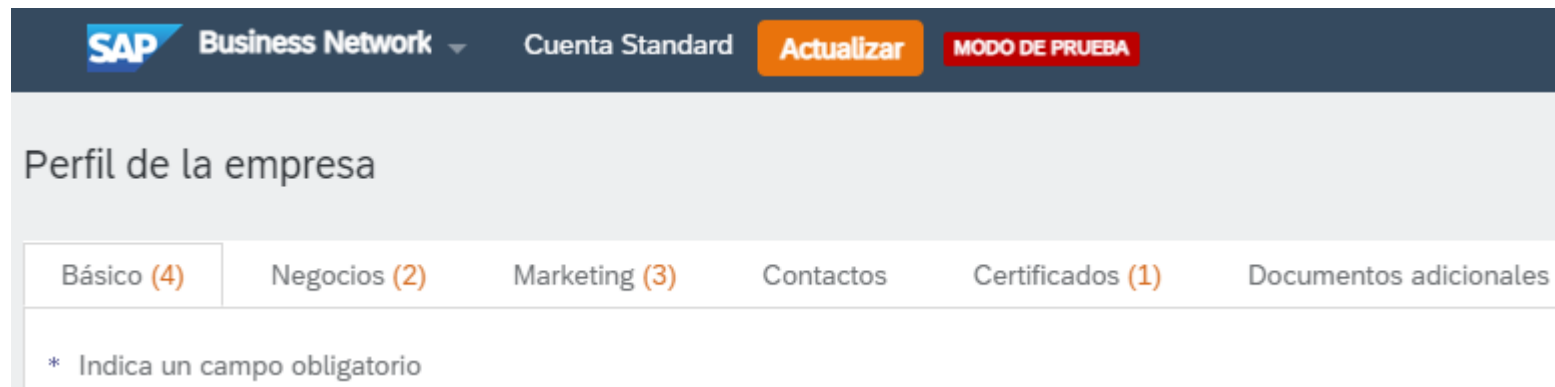 SAP Business Network Cuenta Standard Actualizar MODO DE PRUEBA
Perfil de la empresa
Básico (4) Negocios (2) Marketing (3) Contactos Certificados (1) Documentos adicionales
* Indica un campo obligatorio